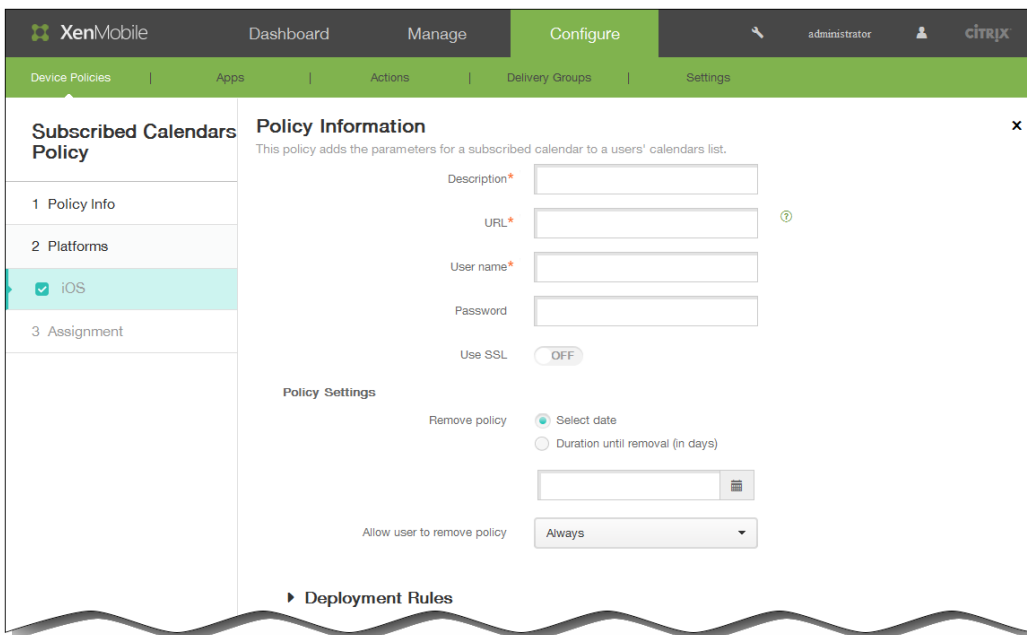 XenMobile Dashboard Manage Configure administrator CİTRIX
Device Policies | Apps | Actions | Delivery Groups | Settings
Subscribed Calendars
Policy
1 Policy Info
2 Platforms
iOS
3 Assignment
Policy Information x
This policy adds the parameters for a subscribed calendar to a users' calendars list.
Description*
URL* ?
User name*
Password
Use SSL OFF
Policy Settings
Remove policy Select date
Duration until removal (in days)
Allow user to remove policy Always
Deployment Rules